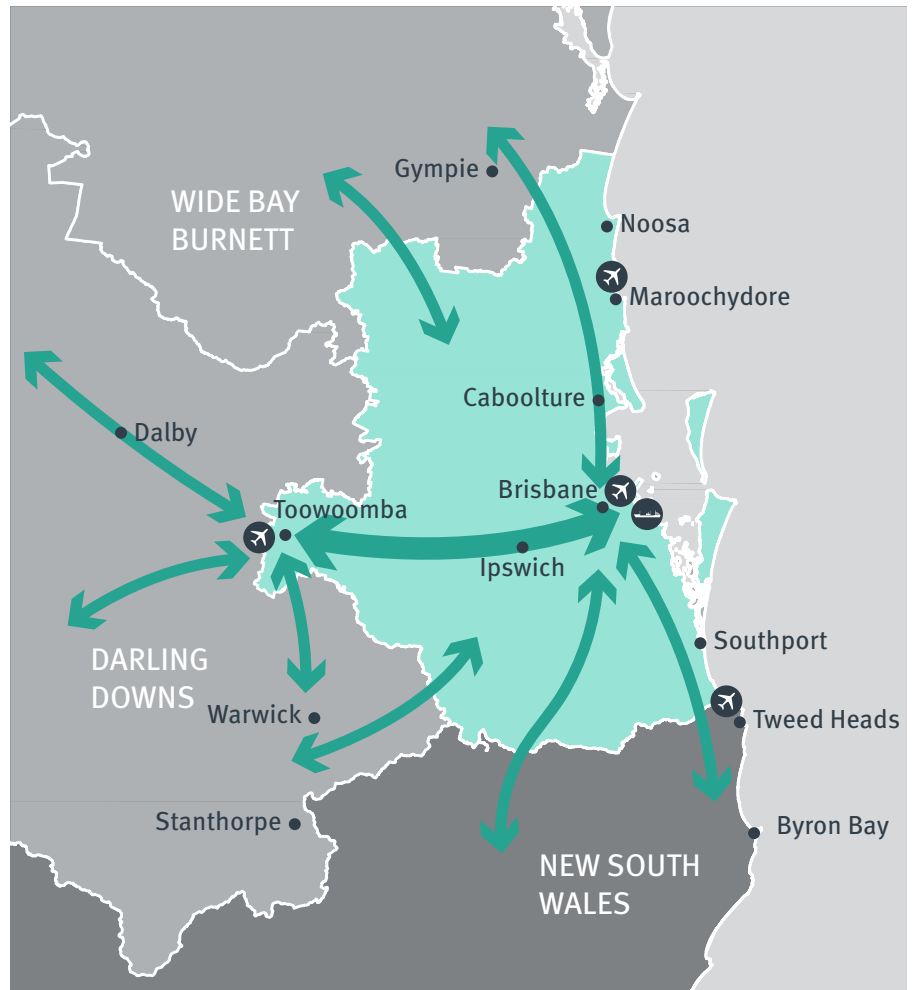 Gympie
WIDE BAY
BURNETT
Noosa
Maroochydore
Caboolture
Dalby
Brisbane
Toowoomba
Ipswich
Southport
DARLING
DOWNS
Warwick
Tweed Heads
Stanthorpe
Byron Bay
NEW SOUTH
WALES